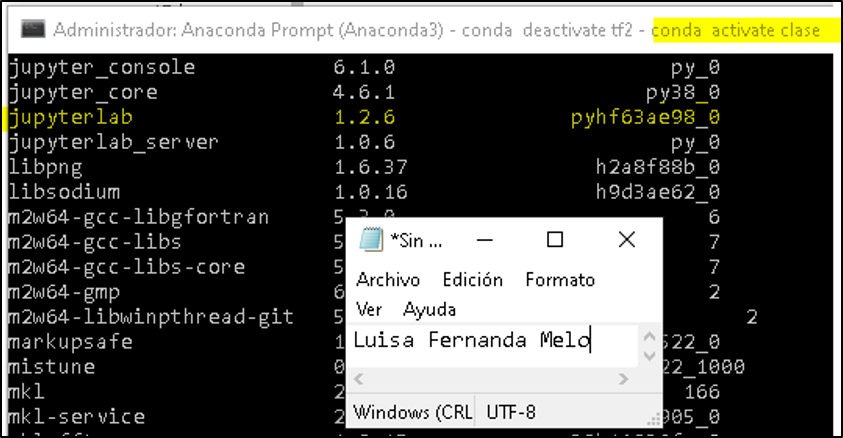 Administrador: Anaconda Prompt (Anaconda3) - conda deactivate tf2 - conda activate clase
jupyter_console 6.1.0 py_0
jupyter_core 4.6.1 py38_0
jupyterlab 1.2.6 pyhf63ae98_0
jupyterlab_server 1.0.6 py_0
libpng 1.6.37 h2a8f88b_0
libsodium 1.0.16 h9d3ae62_0
m2w64-gcc-libgfortran 6
m2w64-gcc-libs 5 7
m2w64-gcc-libs-core 5 7
m2w64-gmp 6 2
m2w64-libwinpthread-git 5 2
markupsafe 1 522_0
mistune 0 22_1000
mkl 2 166
mkl-service 2 905_0
*Sin ...
Archivo Edición Formato
Ver Ayuda
Luisa Fernanda Melo
Windows (CRL UTF-8